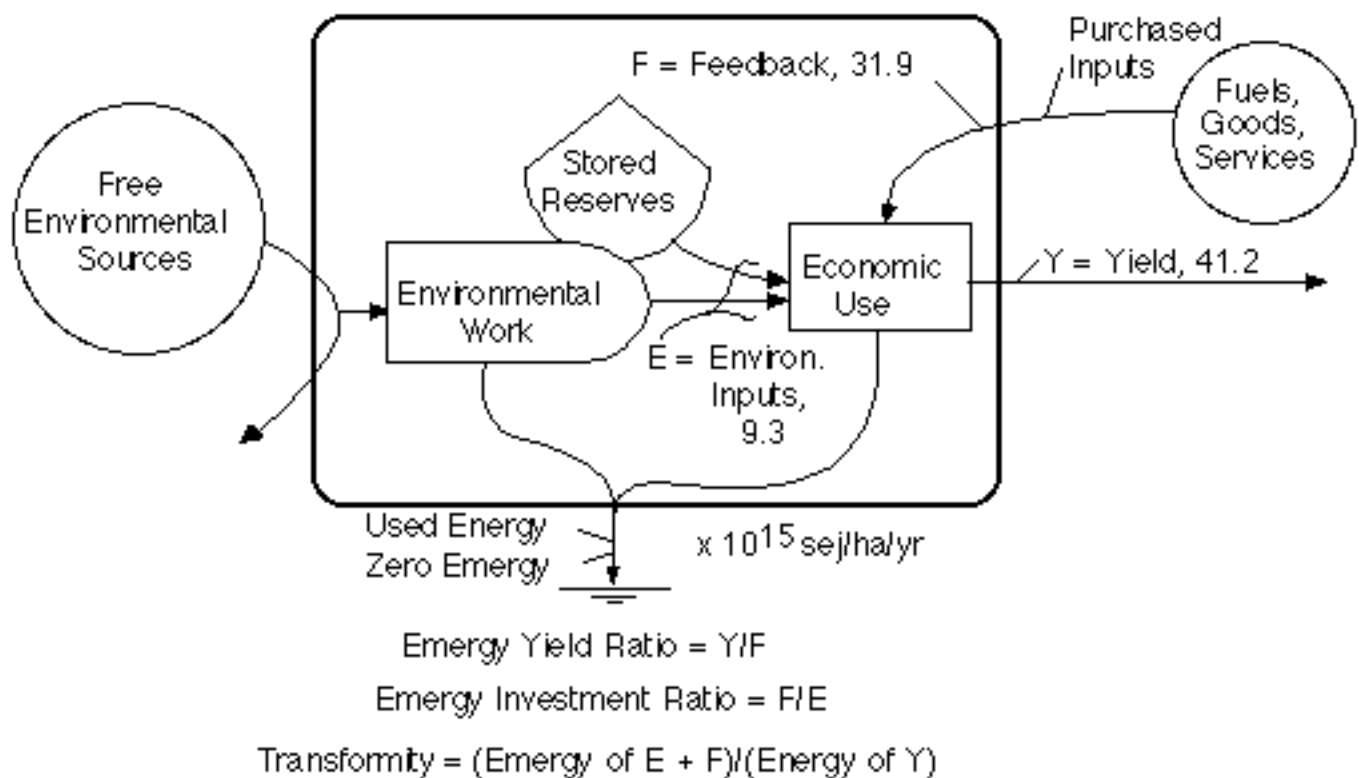 F = Feedback, 31.9
Purchased
Inputs
Fuels,
Goods,
Services
Free
Environmental
Sources
Stored
Reserves
Environmental
Work
Economic
Use
Y = Yield, 41.2
E = Environ.
Inputs,
9.3
Used Energy
Zero Emergy
x 10¹⁵ sej/ha/yr
Emergy Yield Ratio = Y/F
Emergy Investment Ratio = F/E
Transformity = (Emergy of E + F)/(Energy of Y)